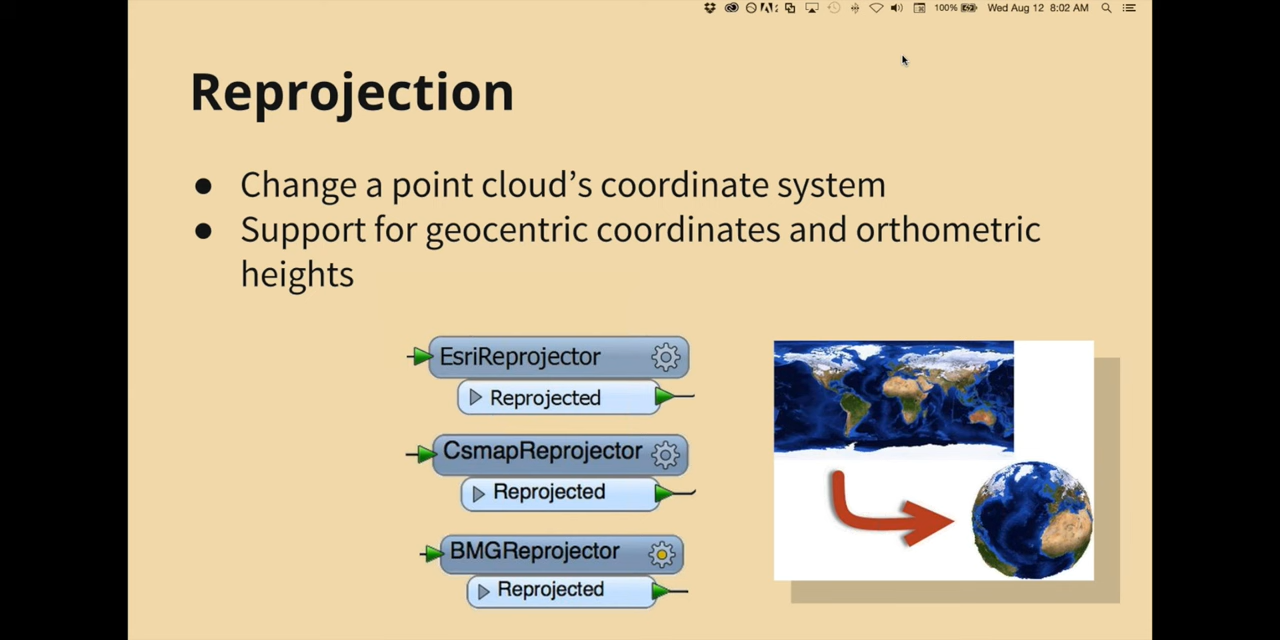 100%
Wed Aug 12 8:02 AM
Reprojection
● Change a point cloud’s coordinate system
● Support for geocentric coordinates and orthometric
heights
EsriReprojector
Reprojected
CsmapReprojector
Reprojected
BMGReprojector
Reprojected